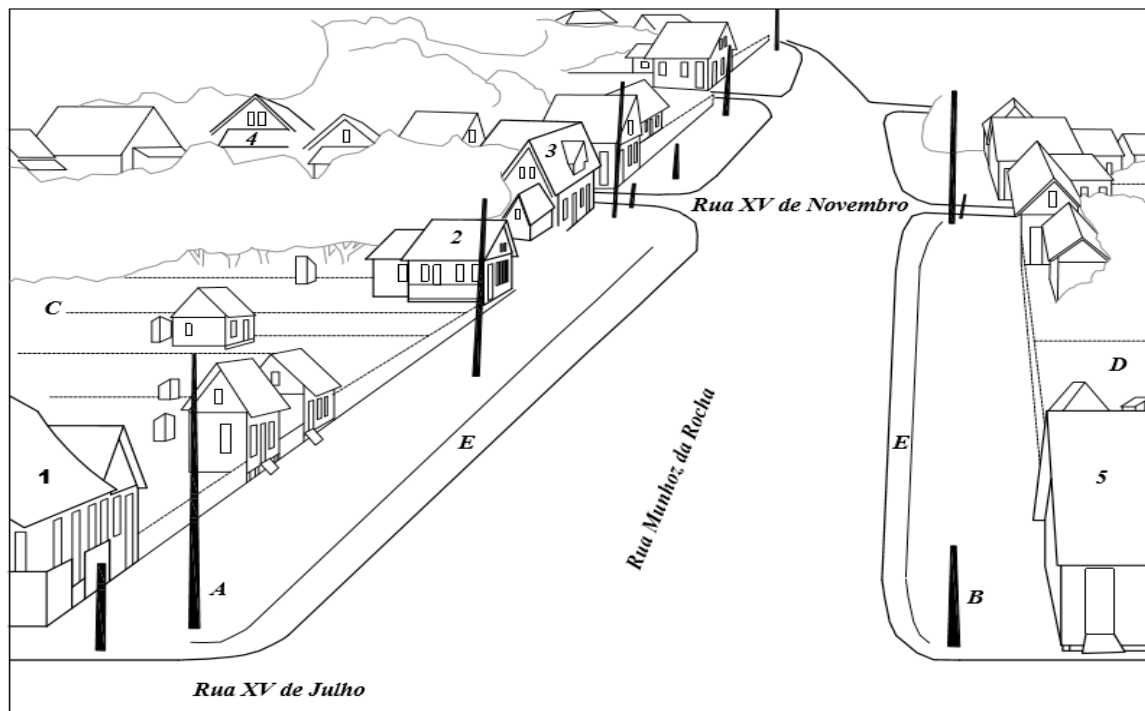 4
3
Rua XV de Novembro
2
C
D
E
E
Rua Munhoz da Rocha
1
5
A
B
Rua XV de Julho